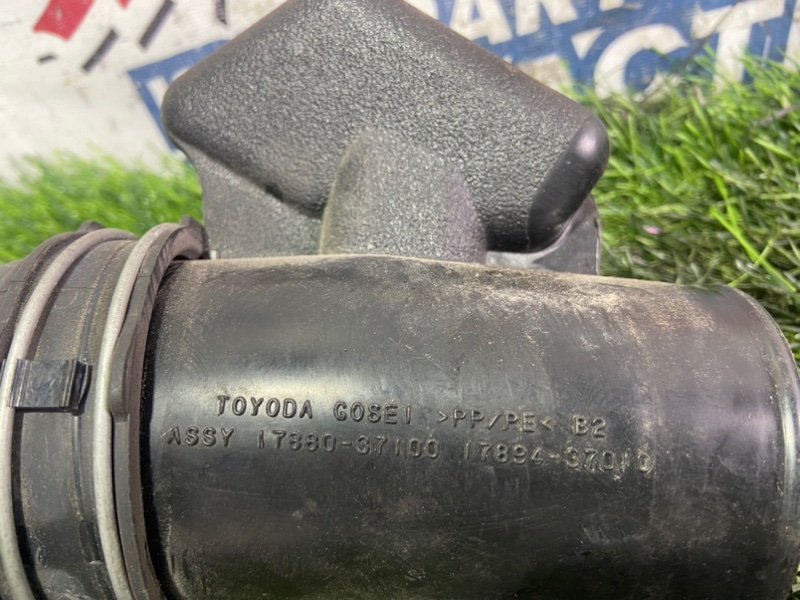 TOYODA GOSEI >PP/PE< B2
ASSY 17880-37100 17894-37010